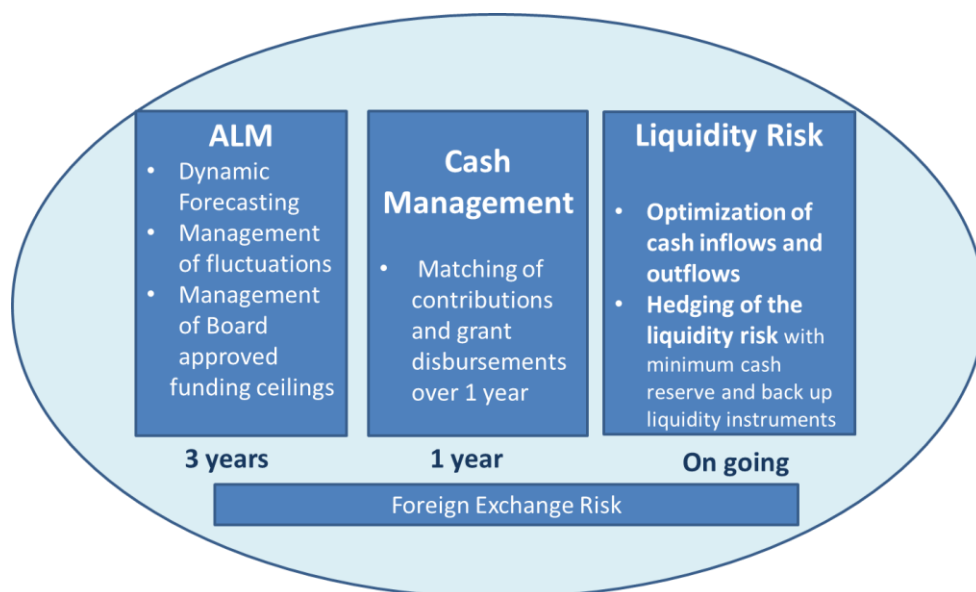 ALM
• Dynamic
Forecasting
• Management
of fluctuations
• Management
of Board
approved
funding ceilings
3 years
Cash
Management
• Matching of
contributions
and grant
disbursements
over 1 year
1 year
Liquidity Risk
• Optimization of
cash inflows and
outflows
• Hedging of the
liquidity risk with
minimum cash
reserve and back up
liquidity instruments
On going
Foreign Exchange Risk